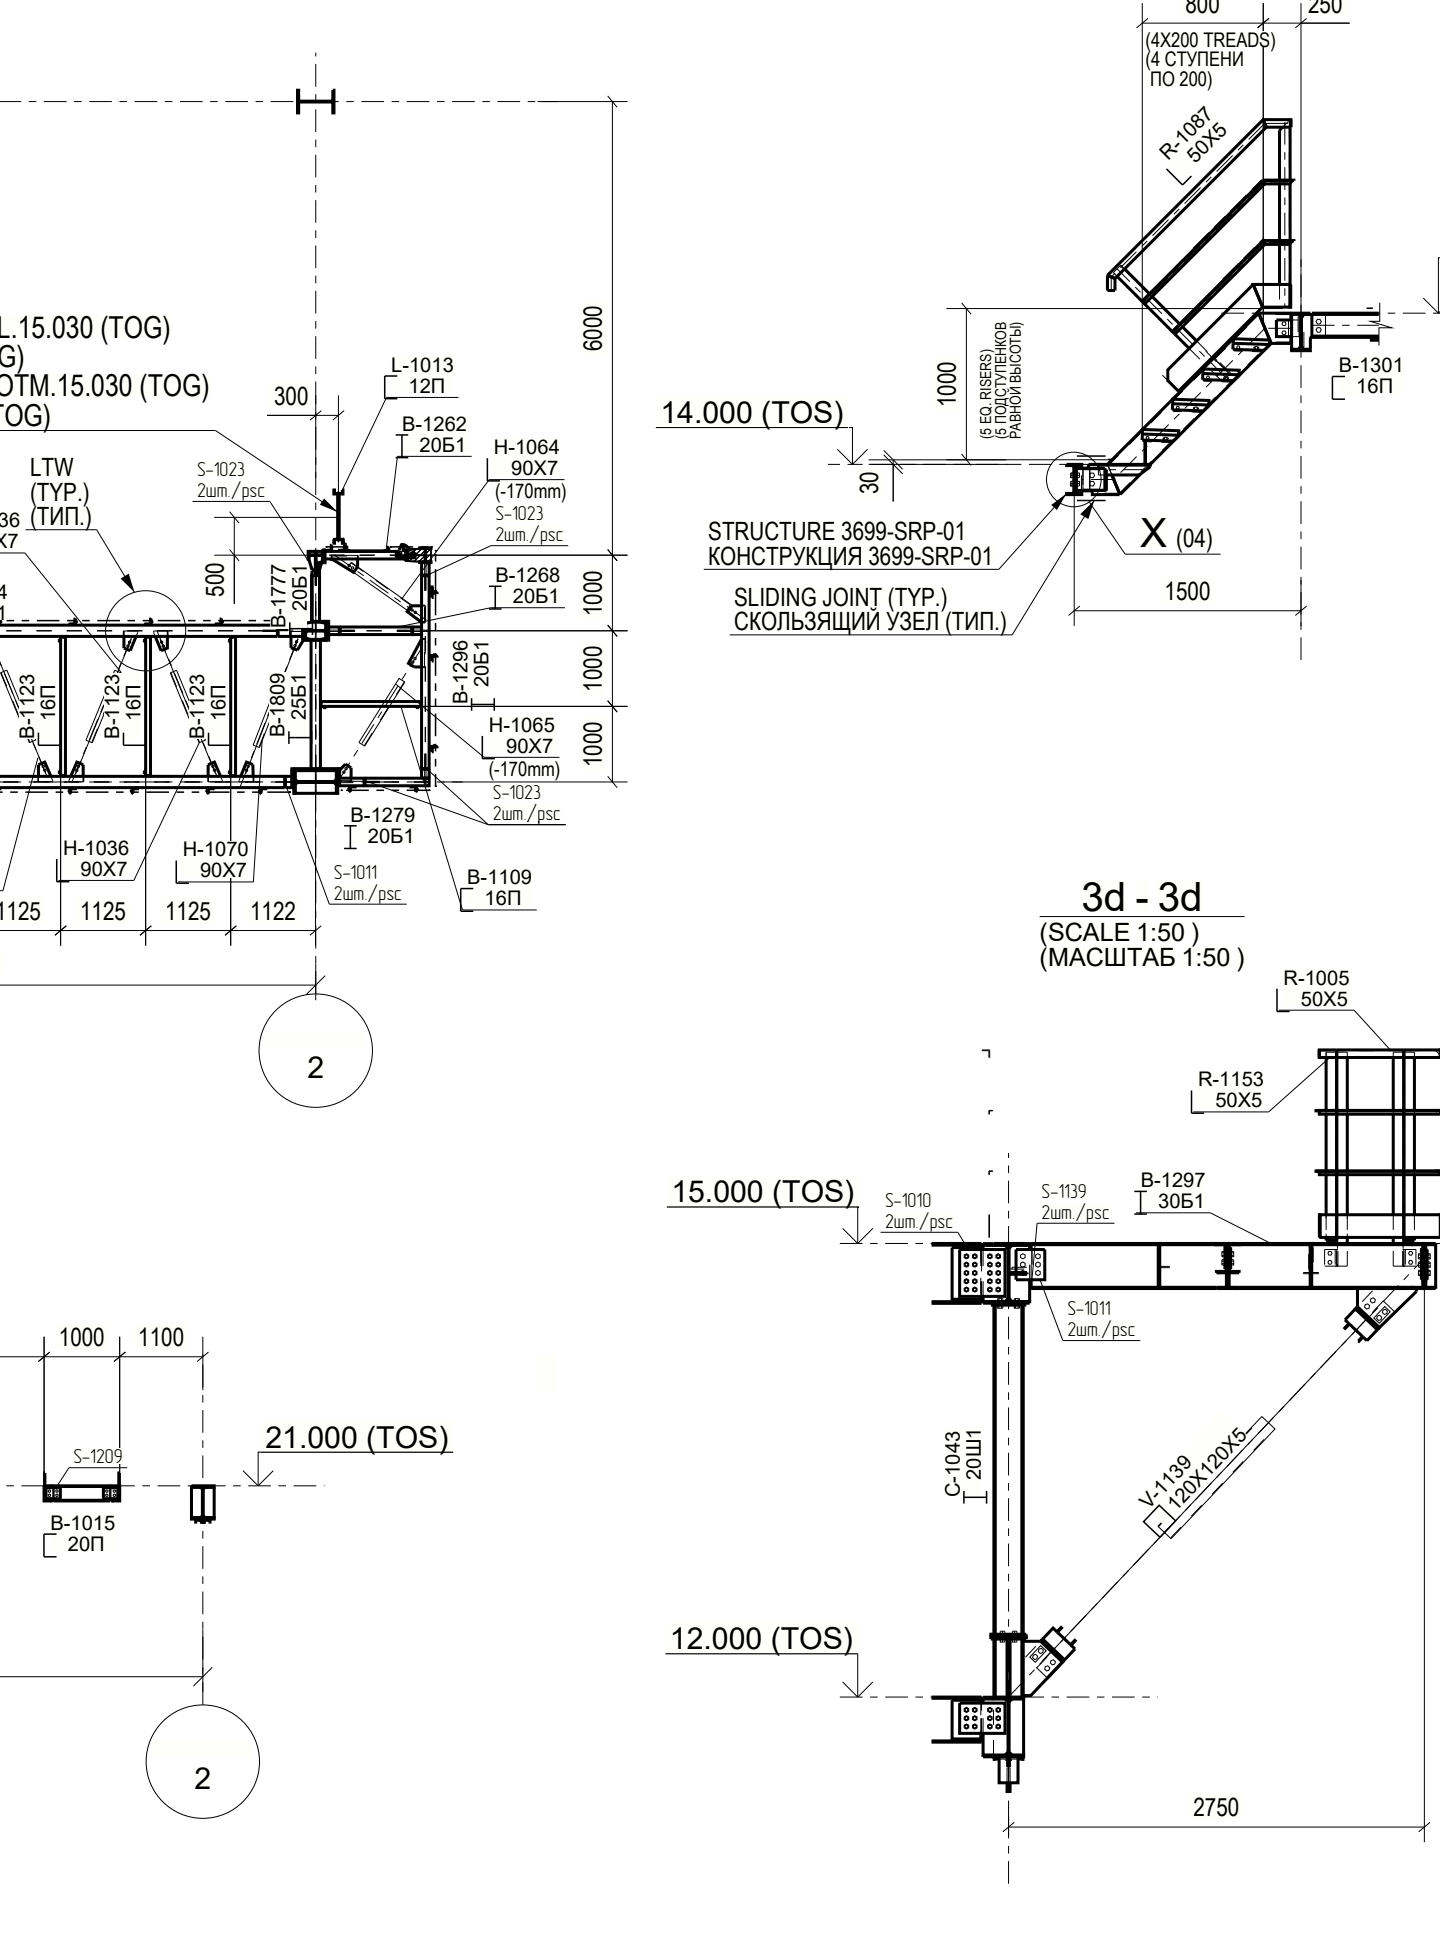 800
250
(4X200 TREADS)
(4 СТУПЕНИ
ПО 200)
R-1087
50X5
1000
(5 EQ. RISERS)
(5 ПОДСТУПЕНКОВ
РАВНОЙ ВЫСОТЫ)
B-1301
16П
14.000 (TOS)
30
STRUCTURE 3699-SRP-01
КОНСТРУКЦИЯ 3699-SRP-01
X (04)
SLIDING JOINT (TYP.)
СКОЛЬЗЯЩИЙ УЗЕЛ (ТИП.)
1500
6000
L.15.030 (TOG)
G)
ОТМ.15.030 (TOG)
TOG)
300
L-1013
12П
B-1262
20Б1
H-1064
90X7
(-170mm)
S-1023
2шт./psc
S-1023
2шт./psc
LTW
(TYP.)
(ТИП.)
36
X7
4
1
500
B-1777
20Б1
B-1268
20Б1
1000
1000
1000
B-1296
20Б1
B-1123
16П
B-1123
16П
B-1123
16П
B-1809
25Б1
H-1065
90X7
(-170mm)
S-1023
2шт./psc
B-1279
20Б1
H-1036
90X7
H-1070
90X7
S-1011
2шт./psc
B-1109
16П
1125
1125
1125
1122
2
3d - 3d
(SCALE 1:50 )
(МАСШТАБ 1:50 )
R-1005
50X5
R-1153
50X5
15.000 (TOS)
S-1010
2шт./psc
S-1139
2шт./psc
B-1297
30Б1
S-1011
2шт./psc
C-1043
20Ш1
V-1139
120X120X5
12.000 (TOS)
2750
1000
1100
S-1209
21.000 (TOS)
B-1015
20П
2